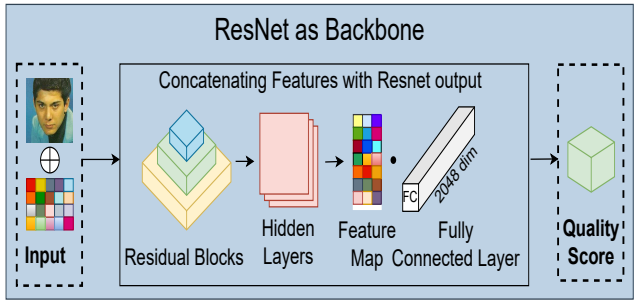 ResNet as Backbone
Concatenating Features with Resnet output
FC
2048 dim
Input
Residual Blocks
Hidden
Layers
Feature
Map
Fully
Connected Layer
Quality
Score